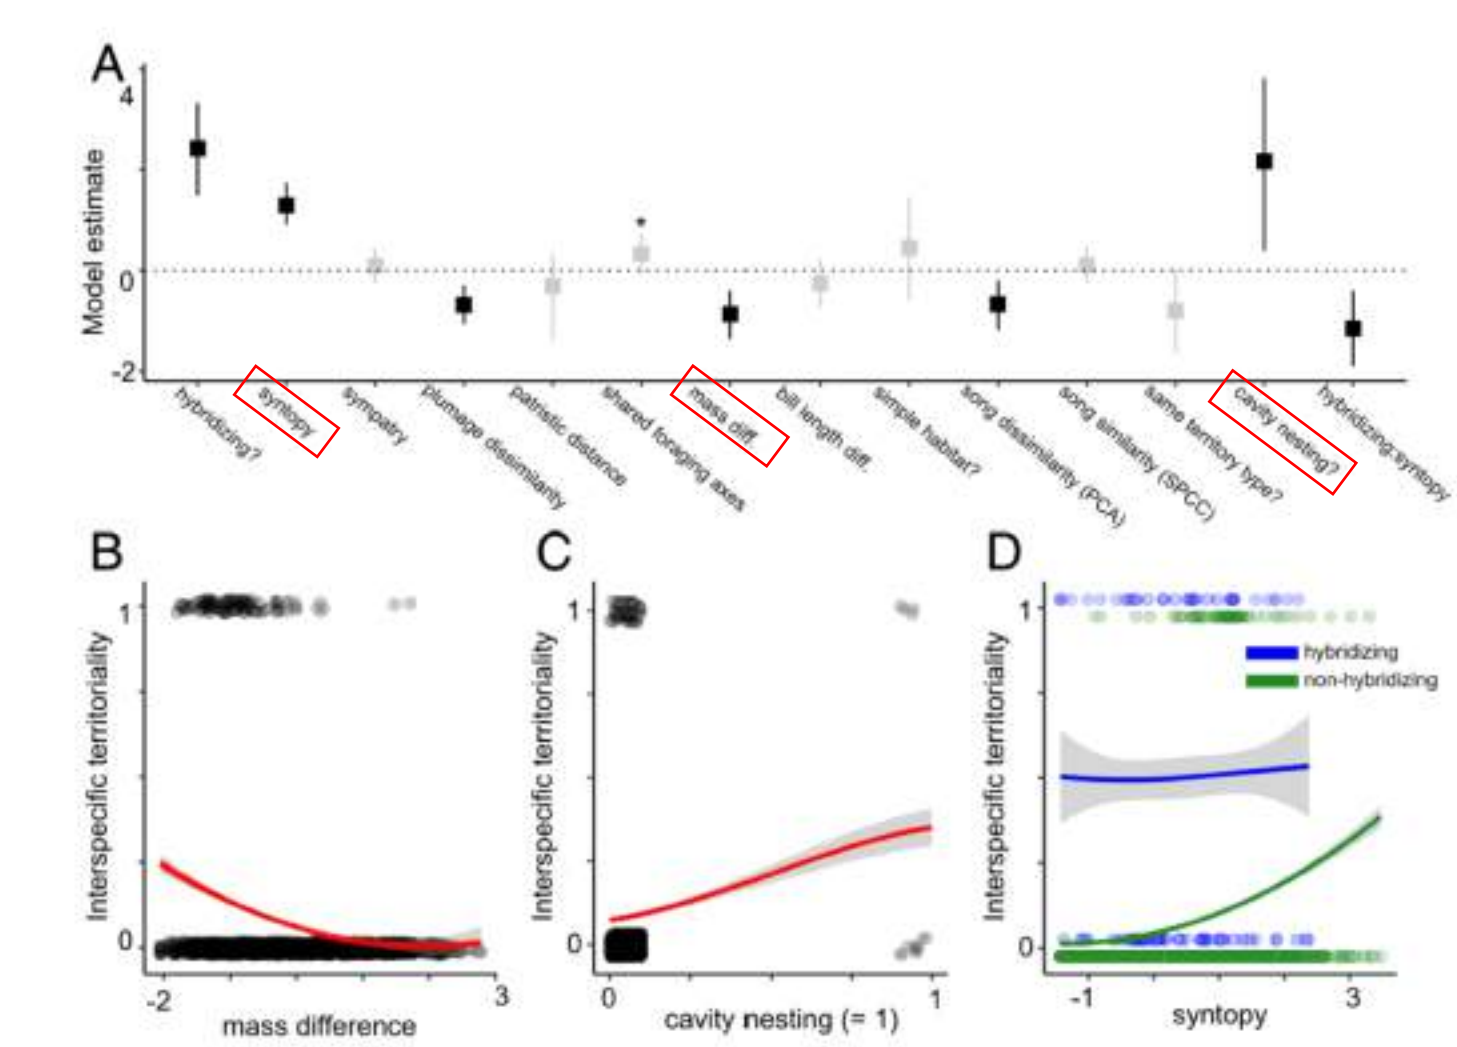 A
4
0
-2
Model estimate
*
hybridizing?
syntopy
sympatry
plumage dissimilarity
patristic distance
shared foraging axes
mass diff.
bill length diff.
simple habitat?
song dissimilarity (PCA)
song similarity (SPCC)
same territory type?
cavity nesting?
hybridizing:syntopy
B
Interspecific territoriality
1
0
-2
3
mass difference
C
Interspecific territoriality
1
0
0
1
cavity nesting (= 1)
D
Interspecific territoriality
1
0
hybridizing
non-hybridizing
-1
3
syntopy